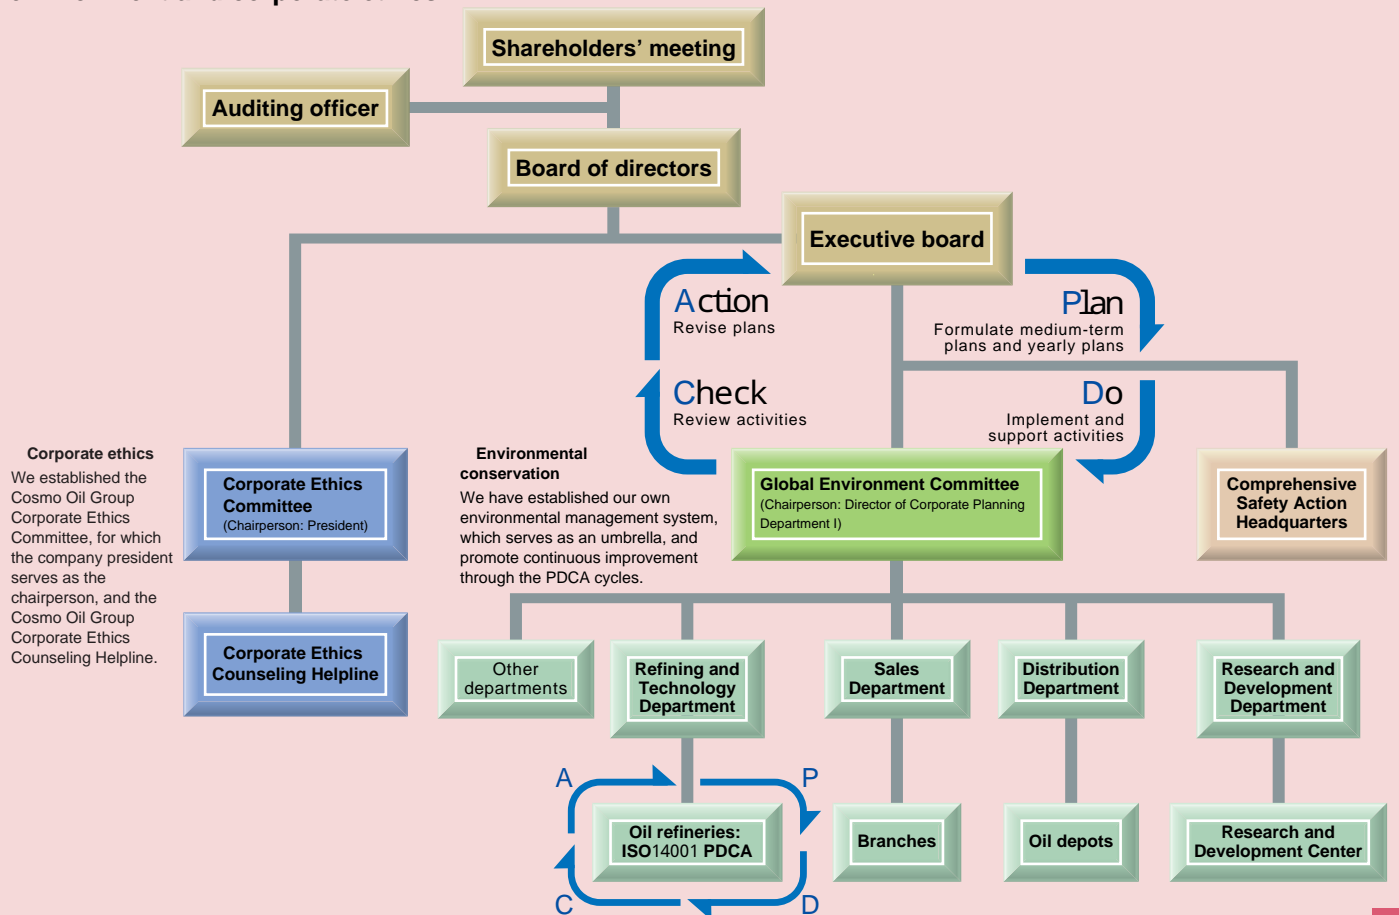 Shareholders' meeting
Auditing officer
Board of directors
Executive board
Action
Revise plans
Plan
Formulate medium-term
plans and yearly plans
Check
Review activities
Do
Implement and
support activities
Corporate ethics
We established the
Cosmo Oil Group
Corporate Ethics
Committee, for which
the company president
serves as the
chairperson, and the
Cosmo Oil Group
Corporate Ethics
Counseling Helpline.
Corporate Ethics
Committee
(Chairperson: President)
Corporate Ethics
Counseling Helpline
Environmental
conservation
We have established our own
environmental management system,
which serves as an umbrella, and
promote continuous improvement
through the PDCA cycles.
Global Environment Committee
(Chairperson: Director of Corporate Planning
Department I)
Comprehensive
Safety Action
Headquarters
Other
departments
Refining and
Technology
Department
Sales
Department
Distribution
Department
Research and
Development
Department
A
P
Oil refineries:
ISO14001 PDCA
C
D
Branches
Oil depots
Research and
Development Center